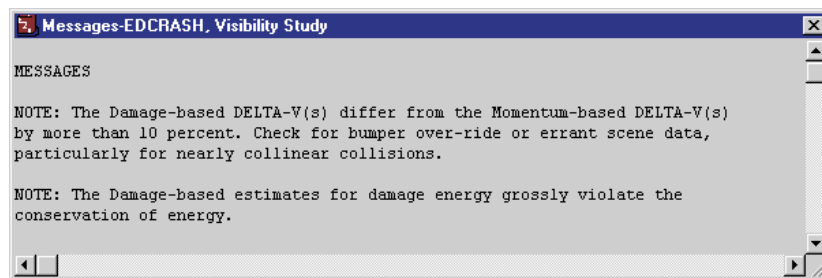 Messages-EDCRASH, Visibility Study
MESSAGES
NOTE: The Damage-based DELTA-V(s) differ from the Momentum-based DELTA-V(s)
by more than 10 percent. Check for bumper over-ride or errant scene data,
particularly for nearly collinear collisions.
NOTE: The Damage-based estimates for damage energy grossly violate the
conservation of energy.